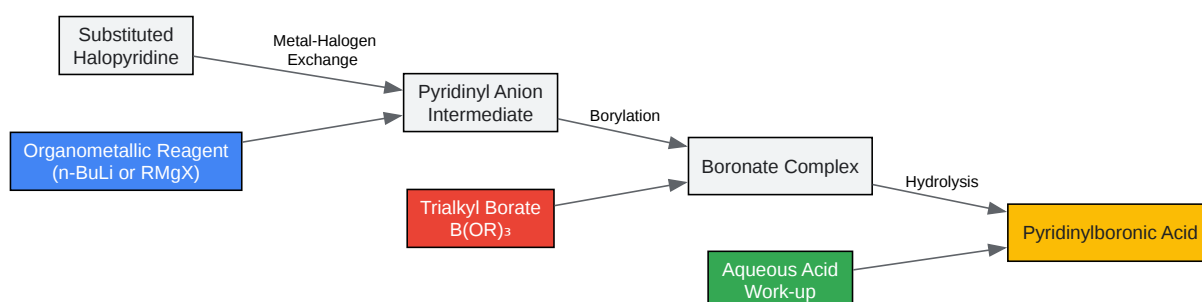 Substituted
Halopyridine
Metal-Halogen
Exchange
Organometallic Reagent
(n-BuLi or RMgX)
Pyridinyl Anion
Intermediate
Borylation
Trialkyl Borate
B(OR)₃
Boronate Complex
Hydrolysis
Aqueous Acid
Work-up
Pyridinylboronic Acid